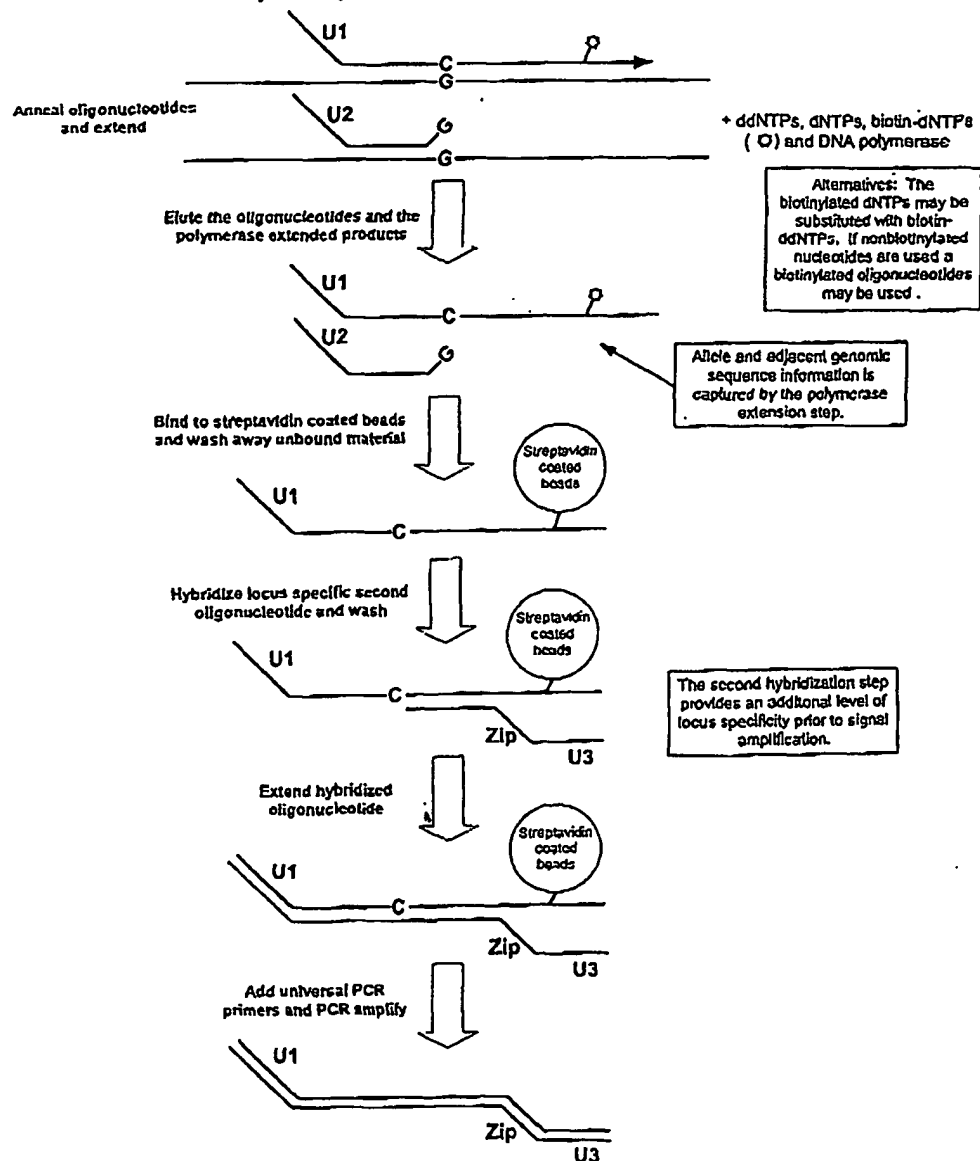 U1
C
G
Anneal oligonucleotides
and extend
U2
G
G
+ ddNTPs, dNTPs, biotin-dNTPs
( ) and DNA polymerase
Alternatives: The
biotinylated dNTPs may be
substituted with biotin-
ddNTPs. If nonbiotinylated
nucleotides are used a
biotinylated oligonucleotides
may be used .
Elute the oligonucleotides and the
polymerase extended products
U1
C
U2
G
Allele and adjacent genomic
sequence information is
captured by the polymerase
extension step.
Bind to streptavidin coated beads
and wash away unbound material
Streptavidin
coated
beads
U1
C
Hybridize locus specific second
oligonucleotide and wash
Streptavidin
coated
beads
U1
C
Zip
U3
The second hybridization step
provides an additonal level of
locus specificity prior to signal
amplification.
Extend hybridized
oligonucleotide
Streptavidin
coated
beads
U1
C
Zip
U3
Add universal PCR
primers and PCR amplify
U1
Zip
U3